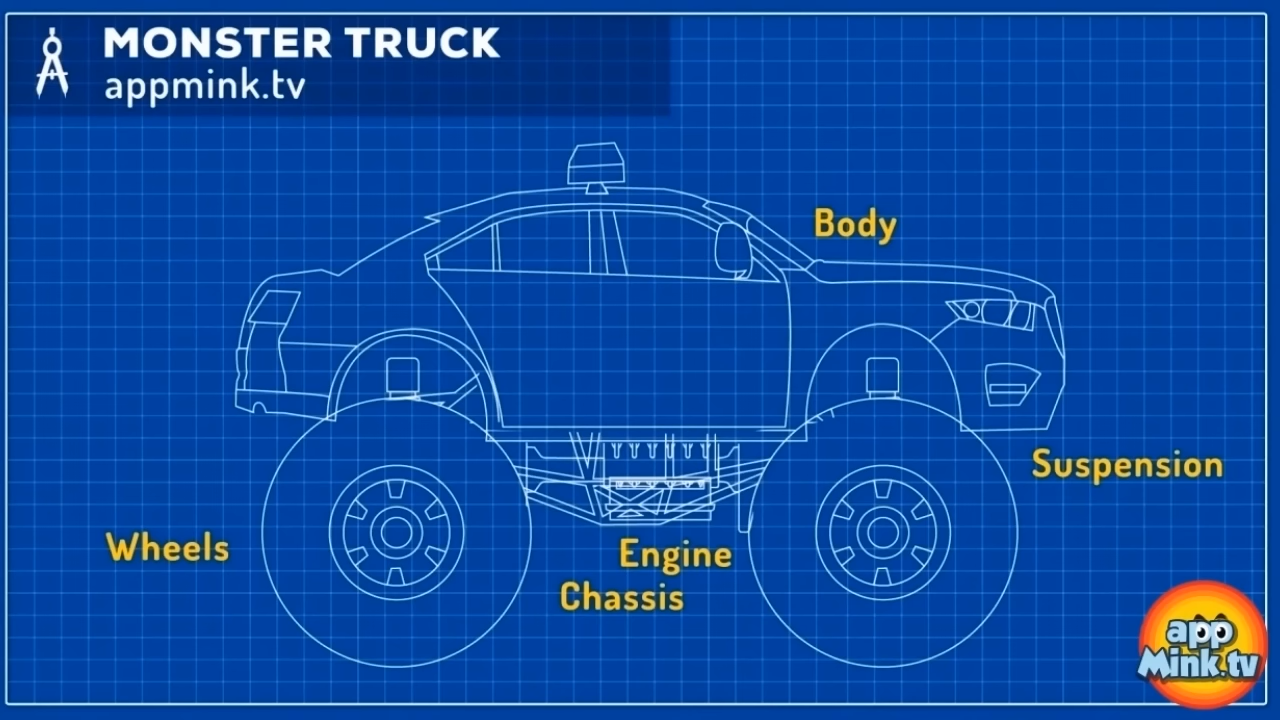 MONSTER TRUCK
appmink.tv
Body
Suspension
Wheels
Engine
Chassis
app
Mink.tv